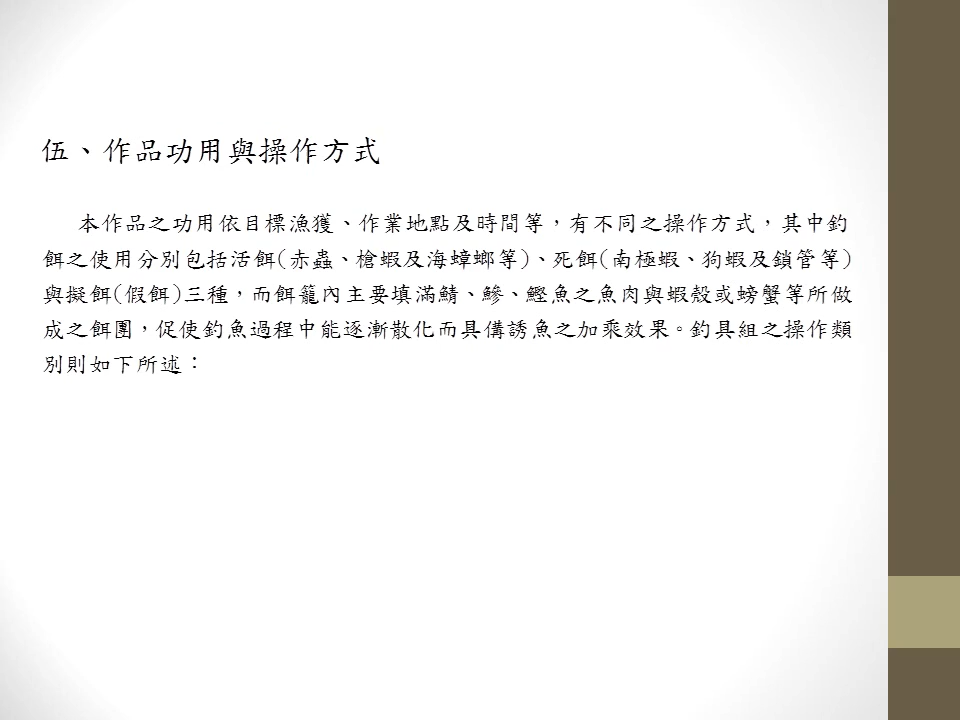 伍、作品功用與操作方式
本作品之功用依目標漁獲、作業地點及時間等，有不同之操作方式，其中釣
餌之使用分別包括活餌(赤蟲、槍蝦及海蟑螂等)、死餌(南極蝦、狗蝦及鎖管等)
與擬餌(假餌)三種，而餌籠內主要填滿鯖、鰺、鰹魚之魚肉與蝦殼或螃蟹等所做
成之餌團，促使釣魚過程中能逐漸散化而具備誘魚之加乘效果。釣具組之操作類
別則如下所述：